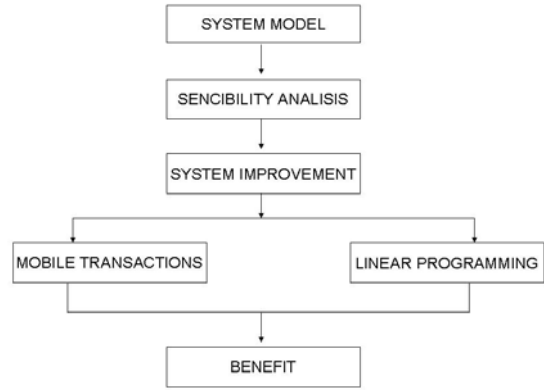 SYSTEM MODEL
SENCIBILITY ANALISIS
SYSTEM IMPROVEMENT
MOBILE TRANSACTIONS
LINEAR PROGRAMMING
BENEFIT